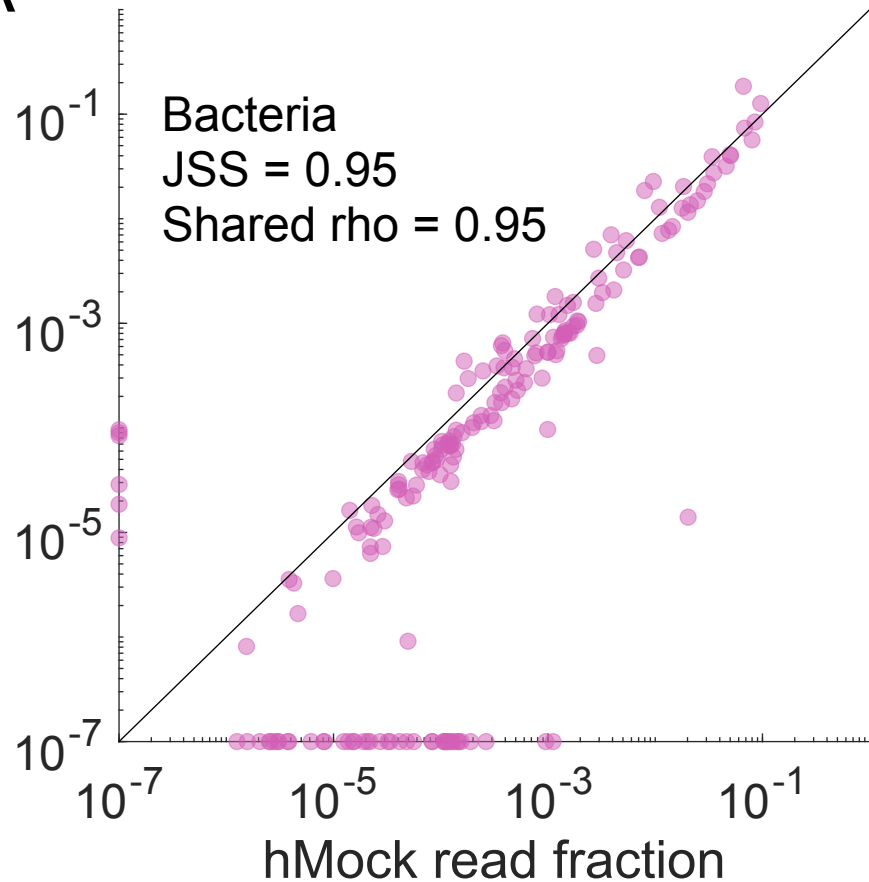 10^-1
Bacteria
JSS = 0.95
Shared rho = 0.95
10^-3
10^-5
10^-7
10^-7 10^-5 10^-3 10^-1
hMock read fraction